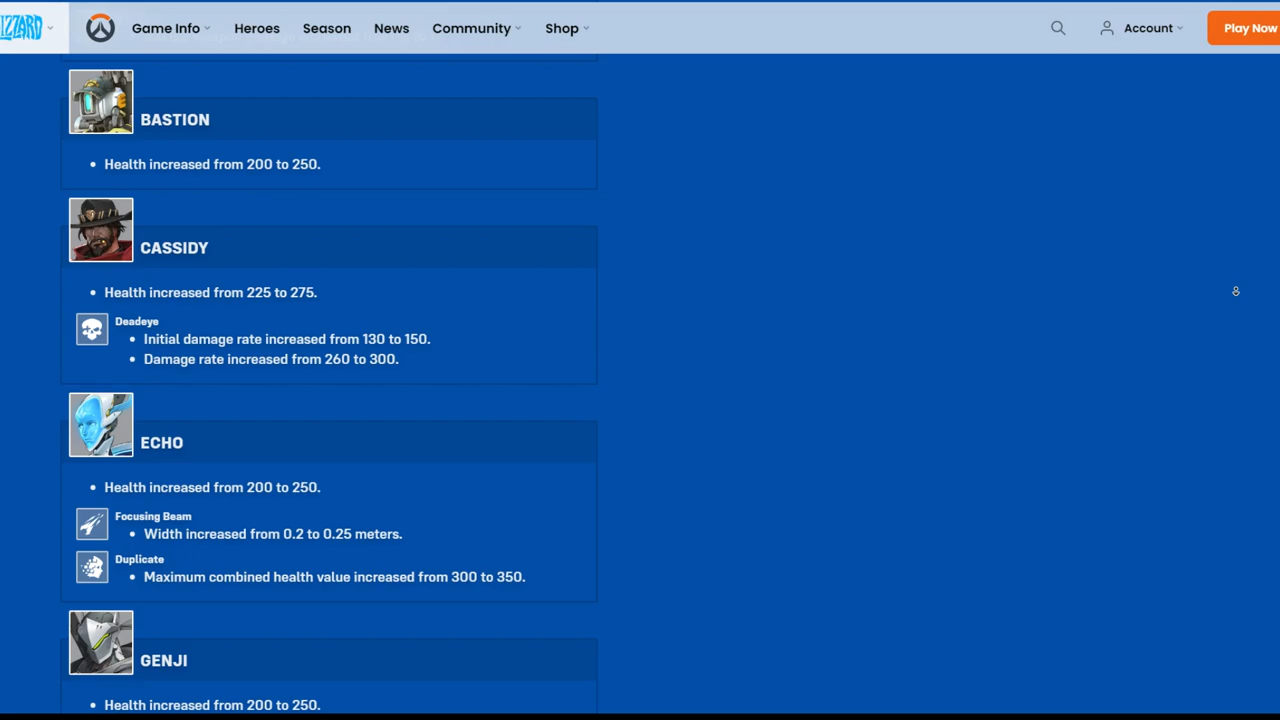 Game Info Heroes Season News Community Shop Account Play Now
BASTION
Health increased from 200 to 250.
CASSIDY
Health increased from 225 to 275.
Deadeye
Initial damage rate increased from 130 to 150.
Damage rate increased from 260 to 300.
ECHO
Health increased from 200 to 250.
Focusing Beam
Width increased from 0.2 to 0.25 meters.
Duplicate
Maximum combined health value increased from 300 to 350.
GENJI
Health increased from 200 to 250.